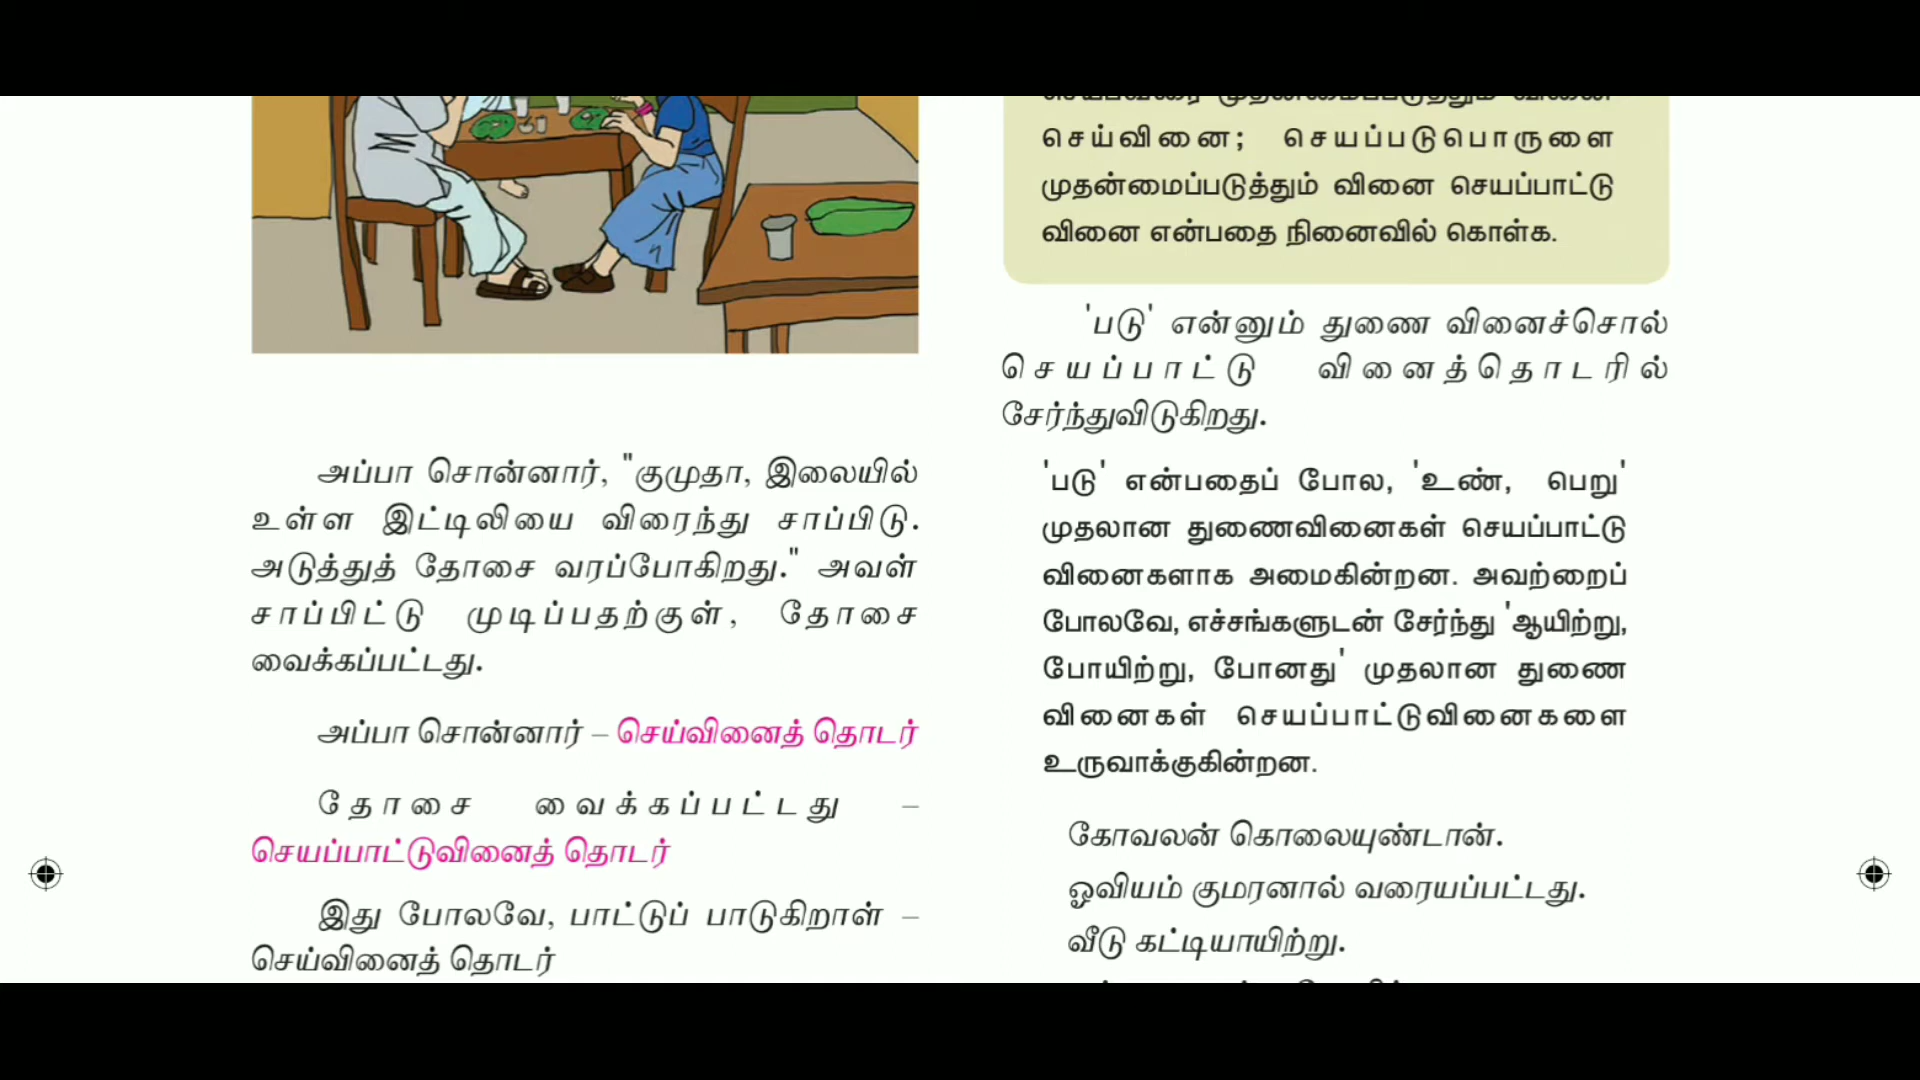 அப்பா சொன்னார், "குமுதா, இலையில்
உள்ள இட்டிலியை விரைந்து சாப்பிடு.
அடுத்துத் தோசை வரப்போகிறது." அவள்
சாப்பிட்டு முடிப்பதற்குள், தோசை
வைக்கப்பட்டது.
அப்பா சொன்னார் – செய்வினைத் தொடர்
தோசை வைக்கப்பட்டது –
செயப்பாட்டுவினைத் தொடர்
இது போலவே, பாட்டுப் பாடுகிறாள் –
செய்வினைத் தொடர்
செய்வினை; செயப்படுபொருளை
முதன்மைப்படுத்தும் வினை செயப்பாட்டு
வினை என்பதை நினைவில் கொள்க.
'படு' என்னும் துணை வினைச்சொல்
செயப்பாட்டு வினைத்தொடரில்
சேர்ந்துவிடுகிறது.
'படு' என்பதைப் போல, 'உண், பெறு'
முதலான துணைவினைகள் செயப்பாட்டு
வினைகளாக அமைகின்றன. அவற்றைப்
போலவே, எச்சங்களுடன் சேர்ந்து 'ஆயிற்று,
போயிற்று, போனது' முதலான துணை
வினைகள் செயப்பாட்டுவினைகளை
உருவாக்குகின்றன.
கோவலன் கொலையுண்டான்.
ஓவியம் குமரனால் வரையப்பட்டது.
வீடு கட்டியாயிற்று.